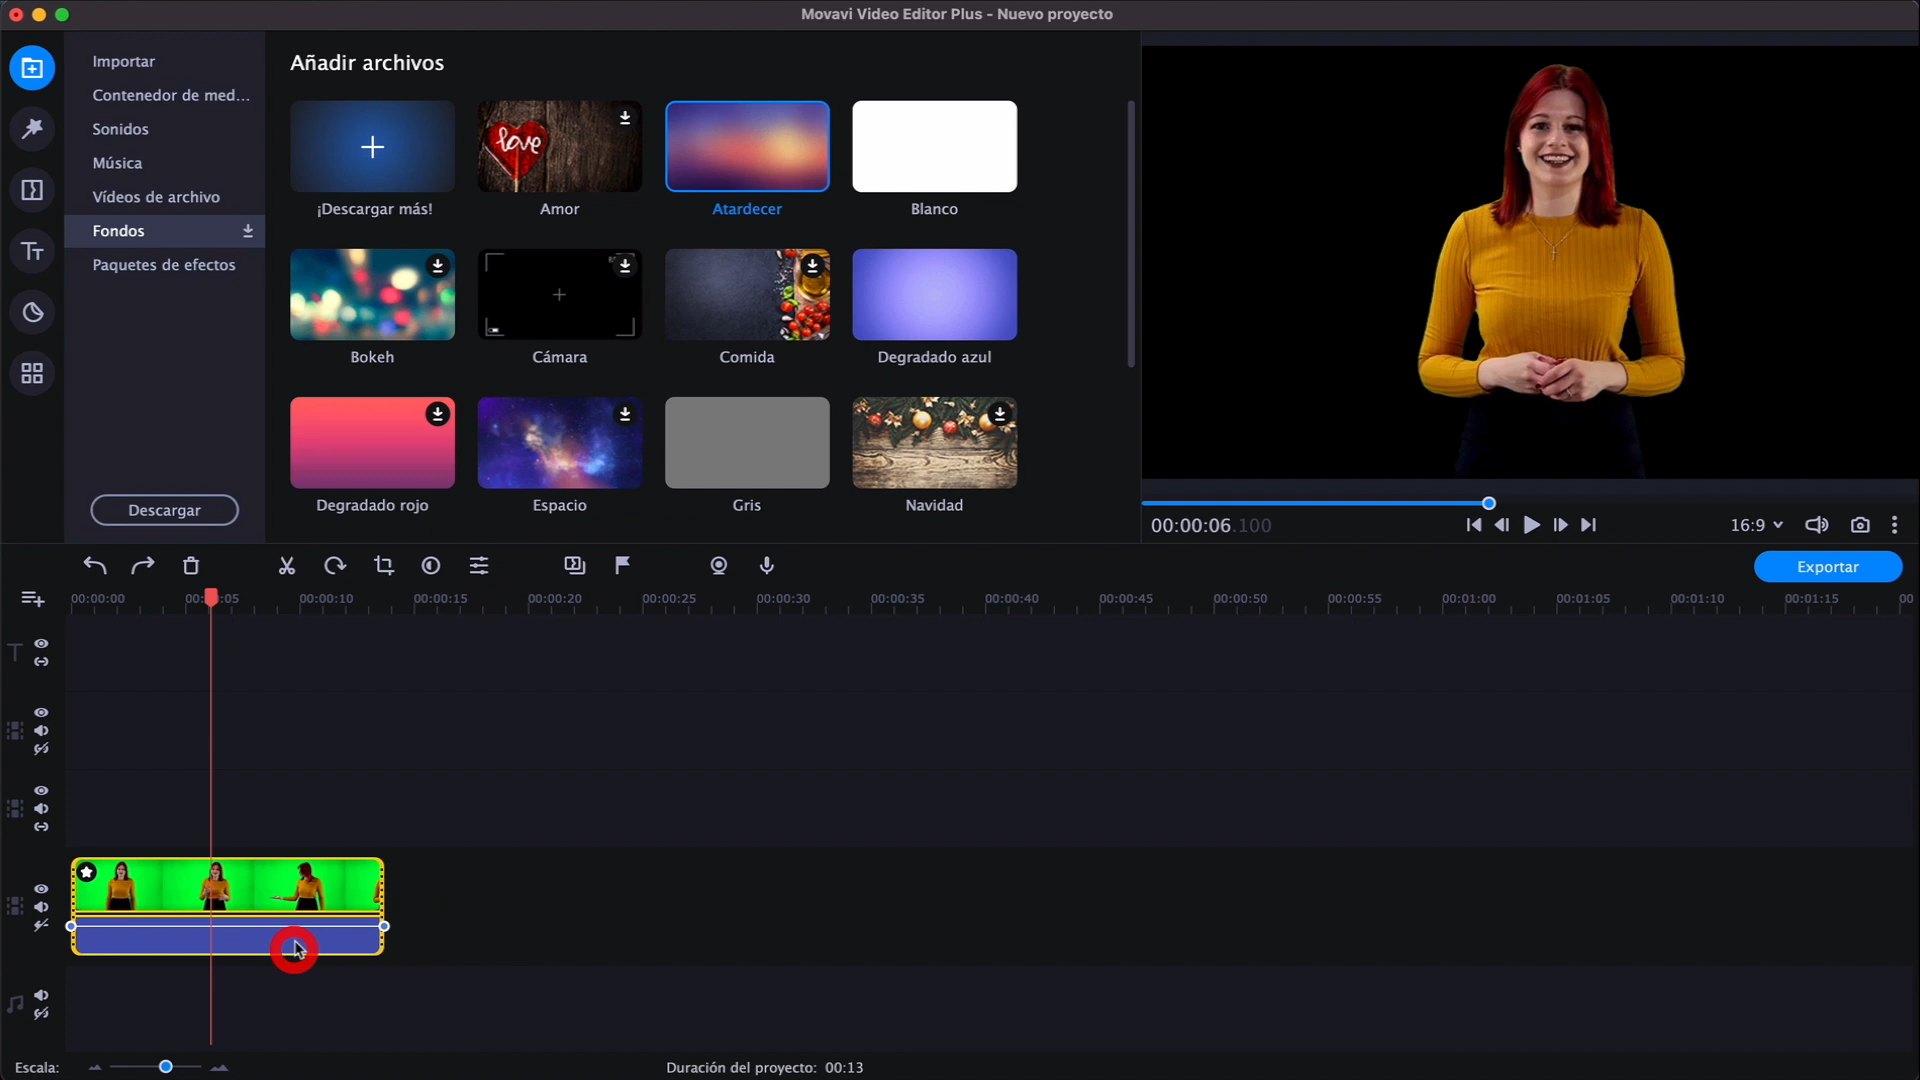 Movavi Video Editor Plus - Nuevo proyecto
Importar
Contenedor de med...
Sonidos
Música
Vídeos de archivo
Fondos
Paquetes de efectos
Descargar
Añadir archivos
love
¡Descargar más!
Amor
Atardecer
Blanco
Bokeh
Cámara
Comida
Degradado azul
Degradado rojo
Espacio
Gris
Navidad
00:00:06.100
16:9
Exportar
00:00:00
00:00:05
00:00:10
00:00:15
00:00:20
00:00:25
00:00:30
00:00:35
00:00:40
00:00:45
00:00:50
00:00:55
00:01:00
00:01:05
00:01:10
00:01:15
00
Escala:
Duración del proyecto: 00:13